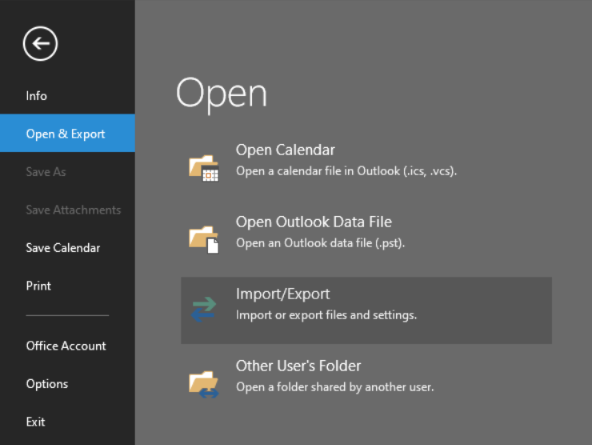 Info
Open & Export
Save As
Save Attachments
Save Calendar
Print
Office Account
Options
Exit
Open
Open Calendar
Open a calendar file in Outlook (.ics, .vcs).
Open Outlook Data File
Open an Outlook data file (.pst).
Import/Export
Import or export files and settings.
Other User's Folder
Open a folder shared by another user.